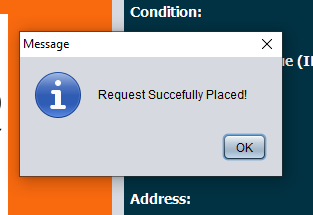 Condition:
Message
(I
Request Succefully Placed!
OK
Address: